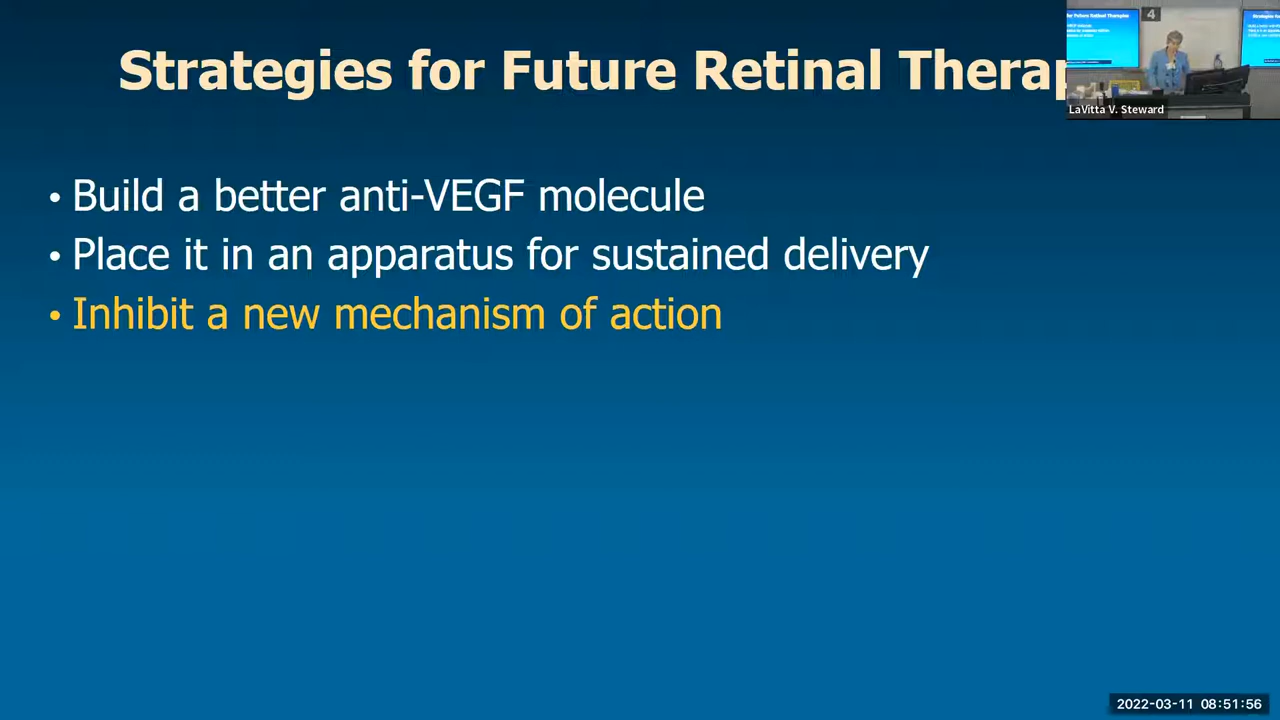 Strategies for Future Retinal Therap
4
LaVitta V. Steward
• Build a better anti-VEGF molecule
• Place it in an apparatus for sustained delivery
• Inhibit a new mechanism of action
2022-03-11 08:51:56